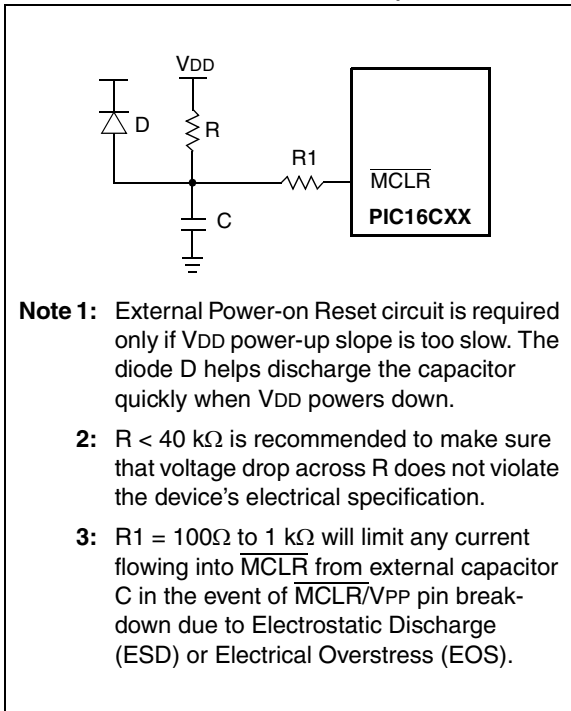 VDD
D
R
R1
MCLR
C
PIC16CXX
Note 1: External Power-on Reset circuit is required
only if VDD power-up slope is too slow. The
diode D helps discharge the capacitor
quickly when VDD powers down.
2: R < 40 kΩ is recommended to make sure
that voltage drop across R does not violate
the device's electrical specification.
3: R1 = 100Ω to 1 kΩ will limit any current
flowing into MCLR from external capacitor
C in the event of MCLR/VPP pin break-
down due to Electrostatic Discharge
(ESD) or Electrical Overstress (EOS).